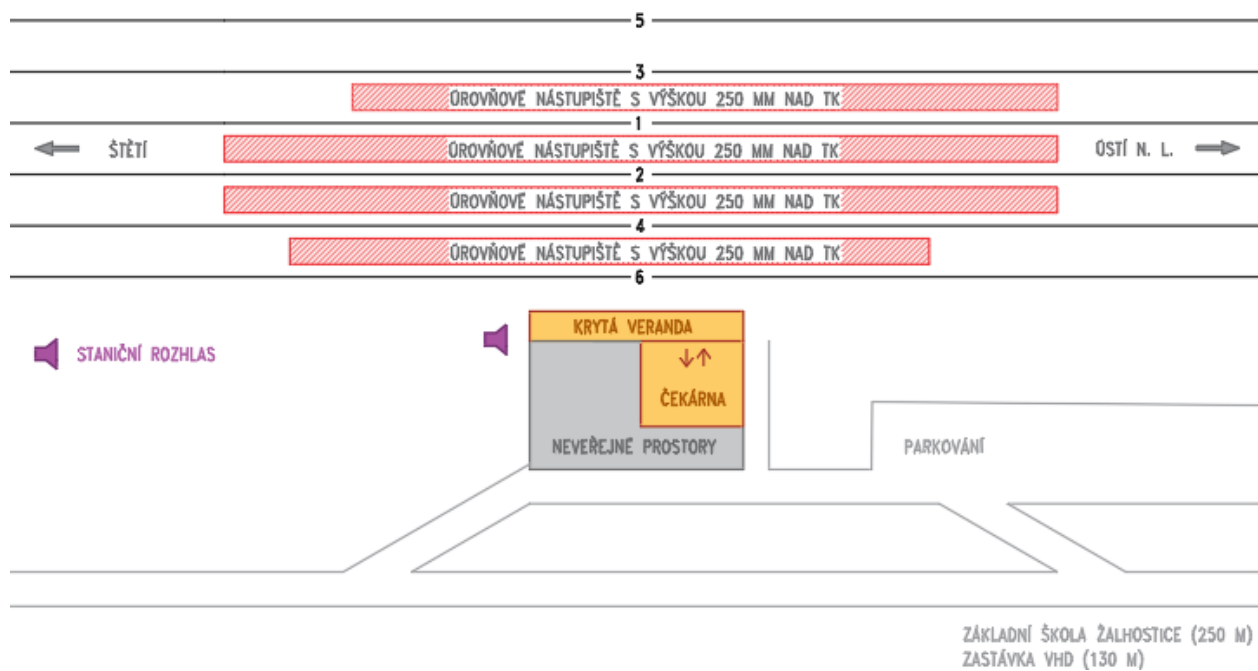 5
3
ÚROVŇOVÉ NÁSTUPIŠTĚ S VÝŠKOU 250 MM NAD TK
1
ŠTĚTÍ
ÚROVŇOVÉ NÁSTUPIŠTĚ S VÝŠKOU 250 MM NAD TK
ÚSTÍ N. L.
2
ÚROVŇOVÉ NÁSTUPIŠTĚ S VÝŠKOU 250 MM NAD TK
4
ÚROVŇOVÉ NÁSTUPIŠTĚ S VÝŠKOU 250 MM NAD TK
6
KRYTÁ VERANDA
STANIČNÍ ROZHLAS
ČEKÁRNA
NEVEŘEJNÉ PROSTORY
PARKOVÁNÍ
ZÁKLADNÍ ŠKOLA ŽALHOSTICE (250 M)
ZASTÁVKA VHD (130 M)